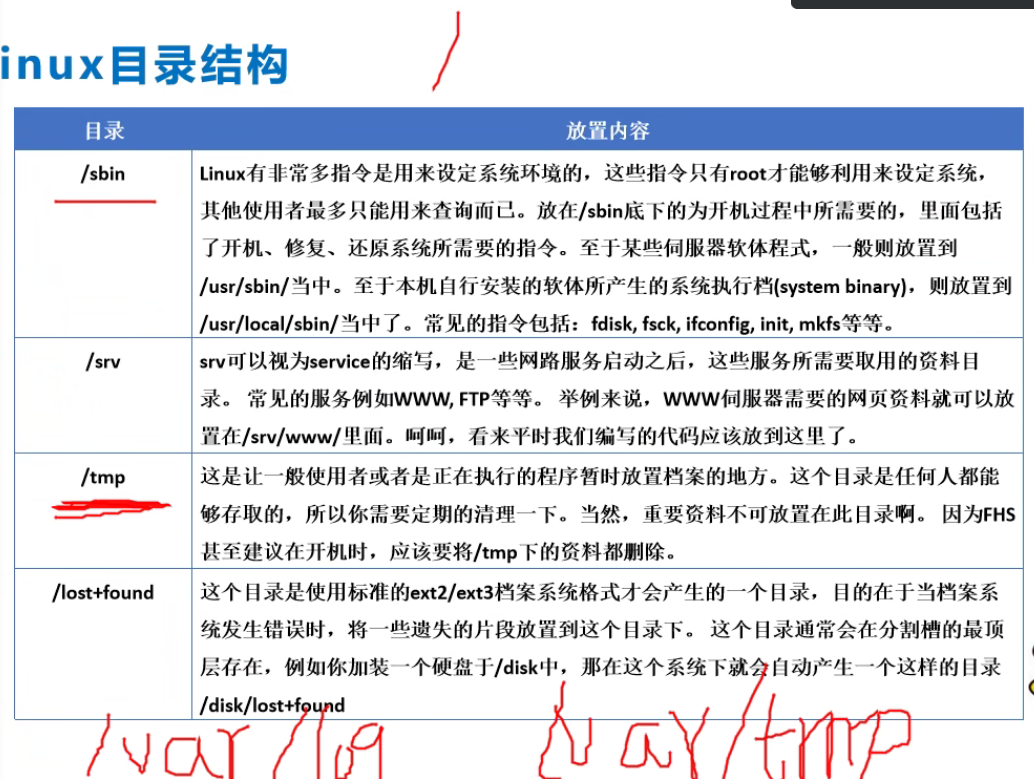 inux目录结构
/
目录 放置内容
/sbin
Linux有非常多指令是用来设定系统环境的，这些指令只有root才能够利用来设定系统，
其他使用者最多只能用来查询而已。放在/sbin底下的为开机过程中所需要的，里面包括
了开机、修复、还原系统所需要的指令。至于某些伺服器软体程式，一般则放置到
/usr/sbin/当中。至于本机自行安装的软体所产生的系统执行档(system binary)，则放置到
/usr/local/sbin/当中了。常见的指令包括：fdisk, fsck, ifconfig, init, mkfs等等。
/srv
srv可以视为service的缩写，是一些网路服务启动之后，这些服务所需要取用的资料目
录。 常见的服务例如WWW, FTP等等。 举例来说，WWW伺服器需要的网页资料就可以放
置在/srv/www/里面。呵呵，看来平时我们编写的代码应该放到这里了。
/tmp
这是让一般使用者或者是正在执行的程序暂时放置档案的地方。这个目录是任何人都能
够存取的，所以你需要定期的清理一下。当然，重要资料不可放置在此目录啊。 因为FHS
甚至建议在开机时，应该要将/tmp下的资料都删除。
/lost+found
这个目录是使用标准的ext2/ext3档案系统格式才会产生的一个目录，目的在于当档案系
统发生错误时，将一些遗失的片段放置到这个目录下。 这个目录通常会在分割槽的最顶
层存在，例如你加装一个硬盘于/disk中，那在这个系统下就会自动产生一个这样的目录
/disk/lost+found
/var/log /var/tmp